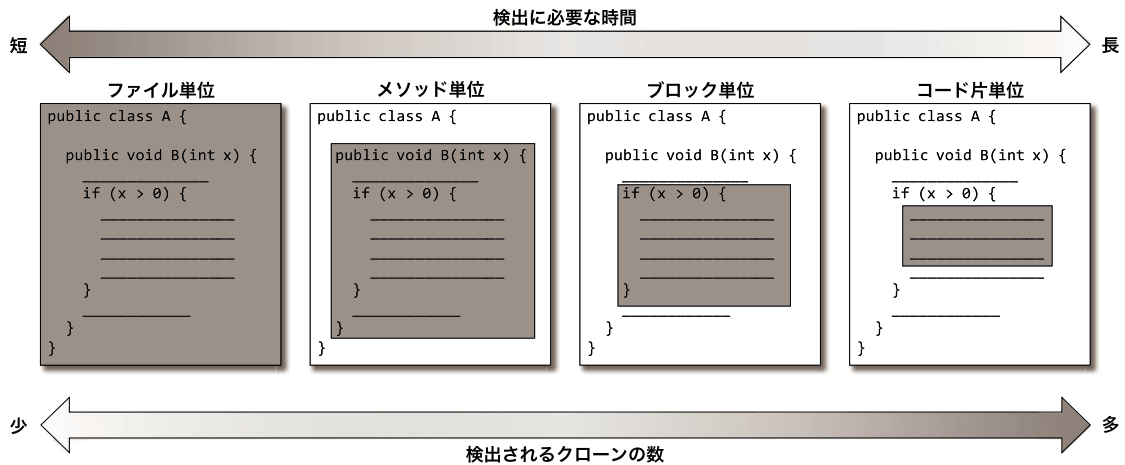 検出に必要な時間
短
長
ファイル単位
public class A {
public void B(int x) {
if (x > 0) {
}
}
}
メソッド単位
public class A {
public void B(int x) {
if (x > 0) {
}
}
}
ブロック単位
public class A {
public void B(int x) {
if (x > 0) {
}
}
}
コード片単位
public class A {
public void B(int x) {
if (x > 0) {
}
}
}
少
多
検出されるクローンの数